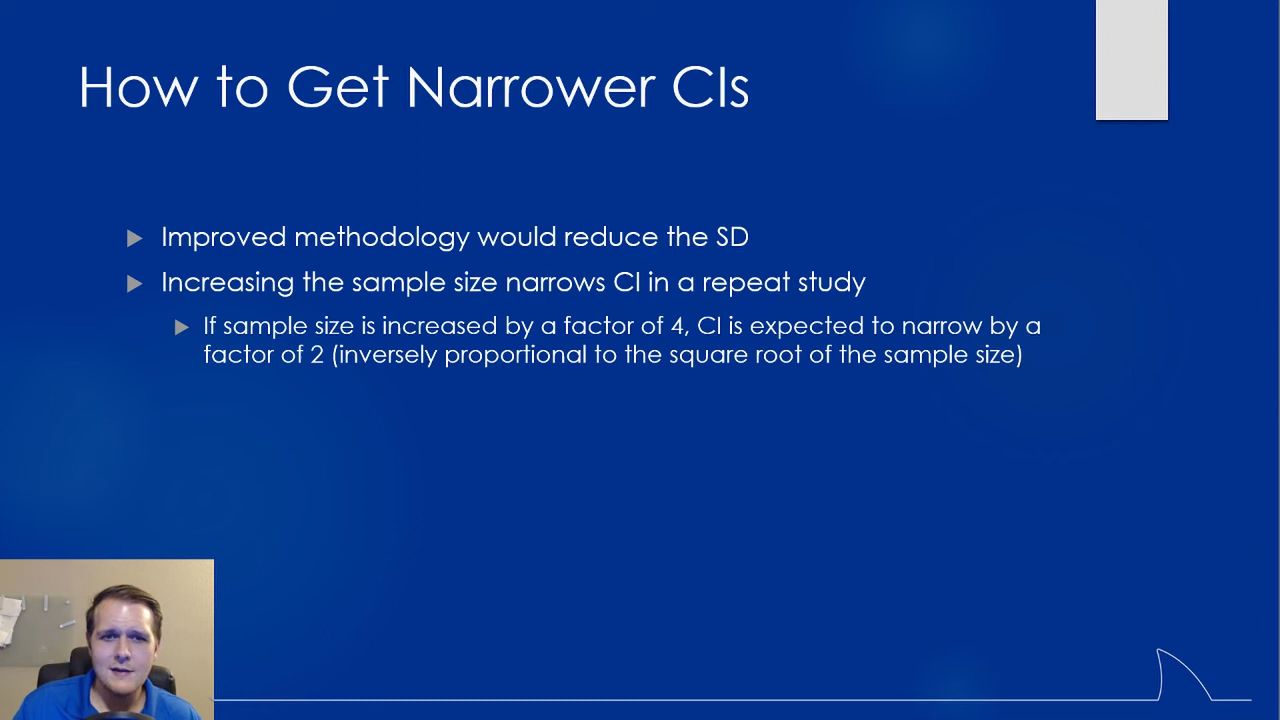 How to Get Narrower CIs
Improved methodology would reduce the SD
Increasing the sample size narrows CI in a repeat study
If sample size is increased by a factor of 4, CI is expected to narrow by a
factor of 2 (inversely proportional to the square root of the sample size)